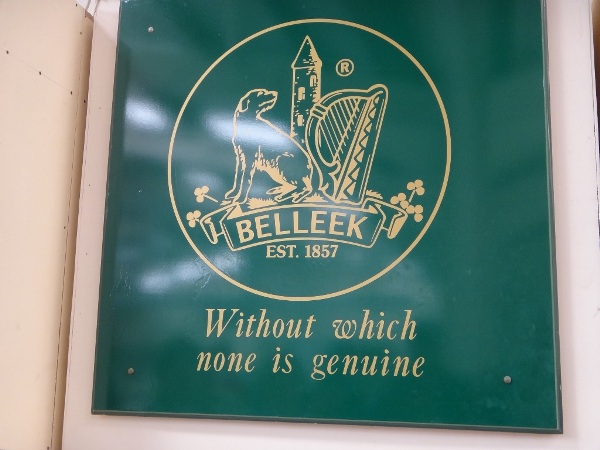 ®
BELLEEK
EST. 1857
Without which
none is genuine